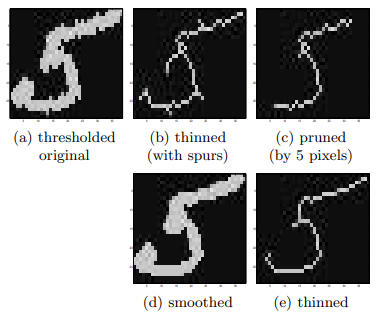 (a) thresholded original
(b) thinned (with spurs)
(c) pruned (by 5 pixels)
(d) smoothed
(e) thinned